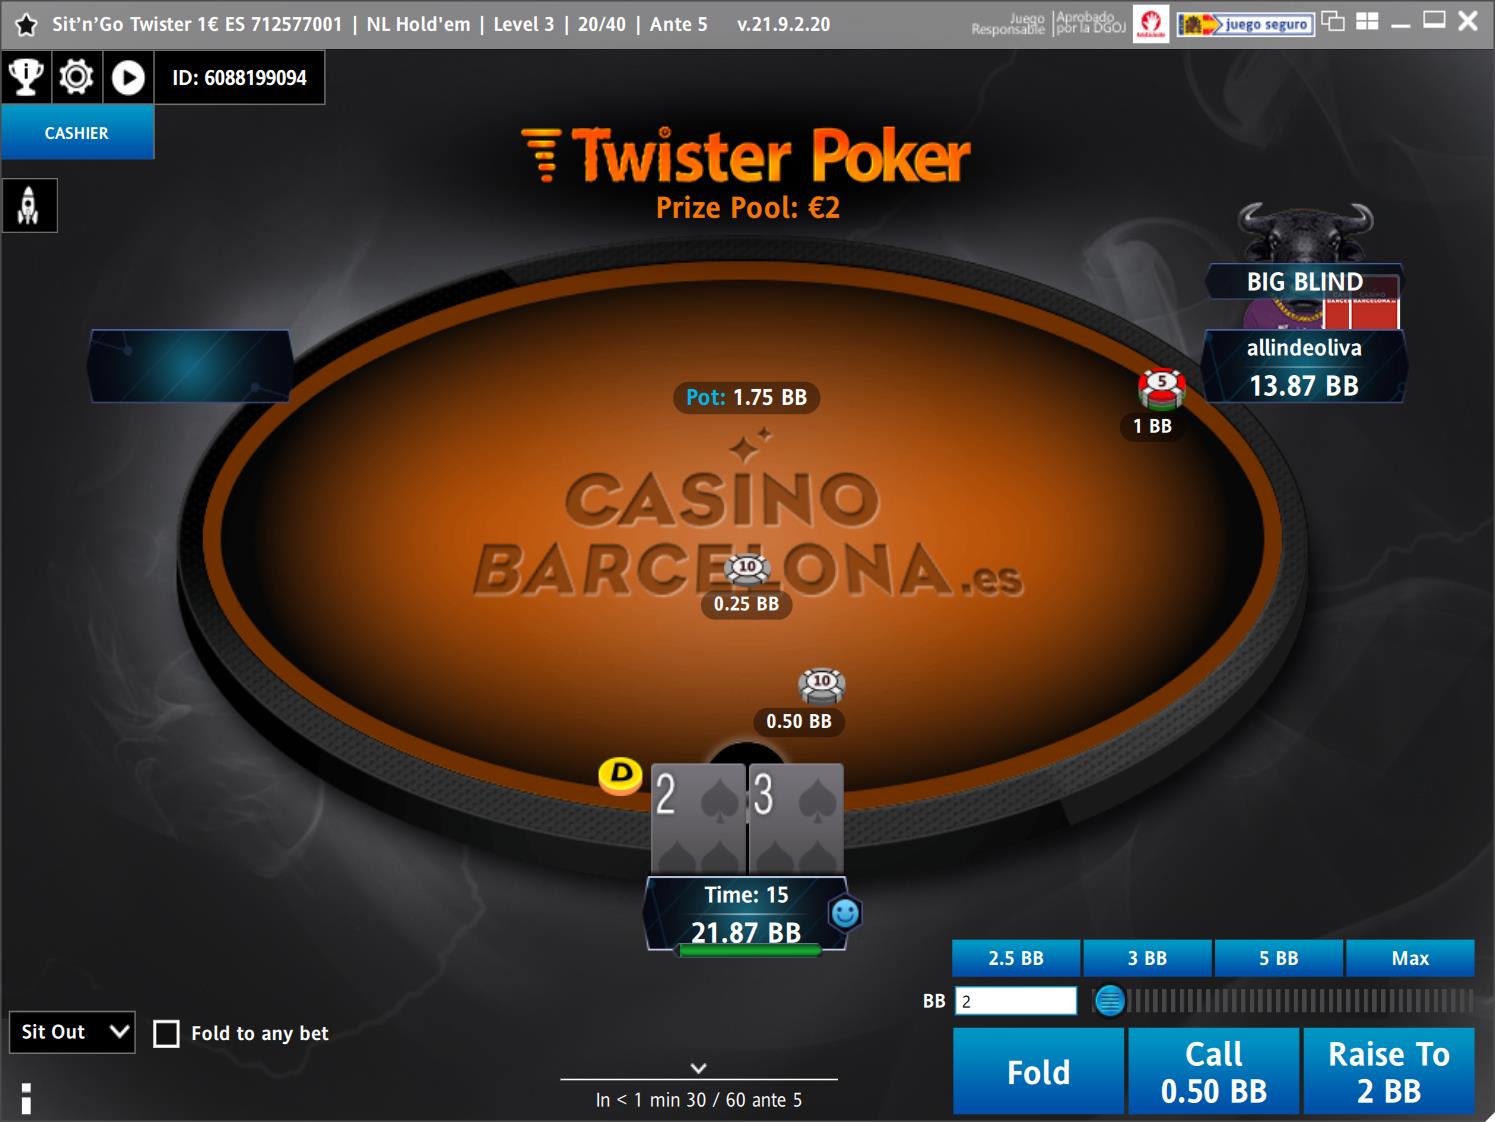 Sit'n'Go Twister 1€ ES 712577001 | NL Hold'em | Level 3 | 20/40 | Ante 5 v.21.9.2.20
Juego Responsable
Aprobado por la DGOJ
juego seguro
ID: 6088199094
CASHIER
Twister Poker
Prize Pool: €2
BIG BLIND
allindeoliva
13.87 BB
Pot: 1.75 BB
5
1 BB
CASINO
BARCELONA.es
10
0.25 BB
10
0.50 BB
D
2 3
Time: 15
21.87 BB
2.5 BB 3 BB 5 BB Max
BB 2
Sit Out Fold to any bet
Fold
Call
0.50 BB
Raise To
2 BB
In < 1 min 30 / 60 ante 5